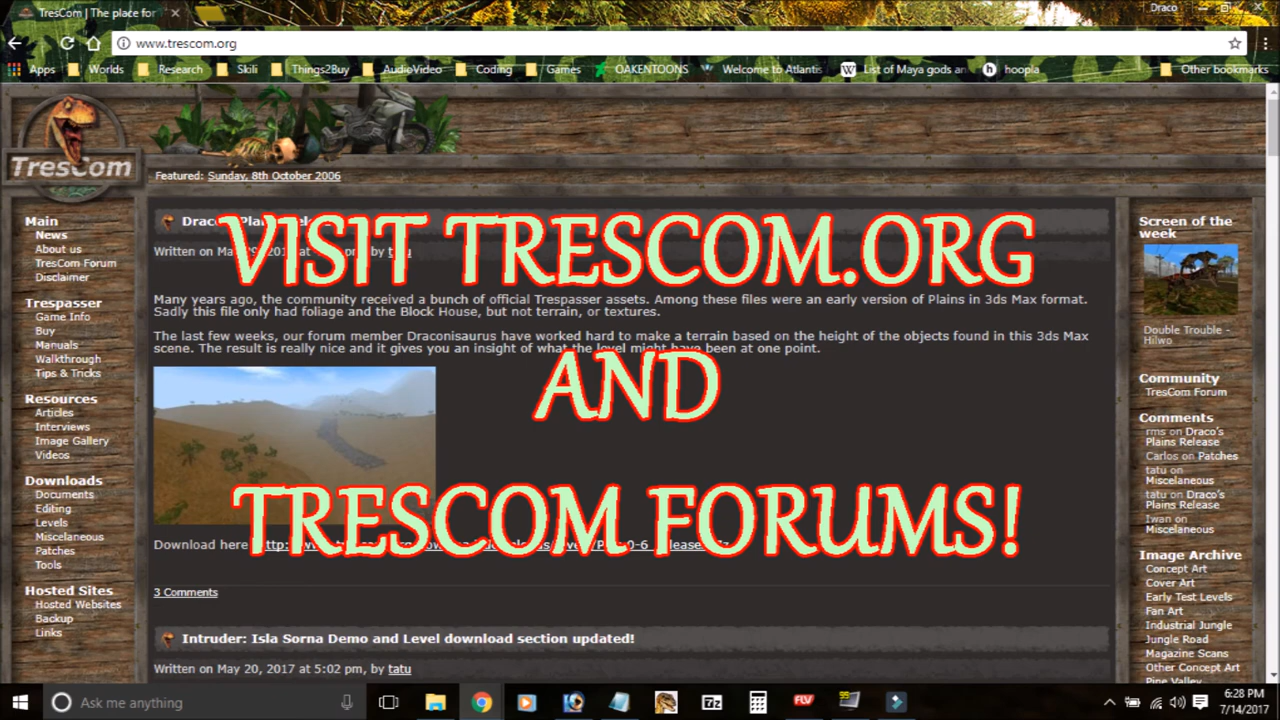 TresCom | The place for
Draco
www.trescom.org
Apps Worlds Research Skili Things2Buy AudioVideo Coding Games OAKENTOONS Welcome to Atlantis List of Maya gods an hoopla Other bookmarks
TresCom
Featured: Sunday, 8th October 2006
Main
News
About us
TresCom Forum
Disclaimer
Trespasser
Game Info
Buy
Manuals
Walkthrough
Tips & Tricks
Resources
Articles
Interviews
Image Gallery
Videos
Downloads
Documents
Editing
Levels
Miscellaneous
Patches
Tools
Hosted Sites
Hosted Websites
Backup
Links
VISIT TRESCOM.ORG
AND
TRESCOM FORUMS!
Written on
by
Many years ago, the community received a bunch of official Trespasser assets. Among these files were an early version of Plains in 3ds Max format.
Sadly this file only had foliage and the Block House, but not terrain, or textures.
The last few weeks, our forum member Draconisaurus have worked hard to make a terrain based on the height of the objects found in this 3ds Max
scene. The result is really nice and it gives you an insight of what the level might have been at one point.
Download here
3 Comments
Intruder: Isla Sorna Demo and Level download section updated!
Written on May 20, 2017 at 5:02 pm, by tatu
Screen of the
week
Double Trouble -
Hilwo
Community
TresCom Forum
Comments
rms on Draco's
Plains Release
Carlos on Patches
tatu on
Miscellaneous
tatu on Draco's
Plains Release
Iwan on
Miscellaneous
Image Archive
Concept Art
Cover Art
Early Test Levels
Fan Art
Industrial Jungle
Jungle Road
Magazine Scans
Other Concept Art
Pine Valley
Ask me anything
7z
FLV
6:28 PM
7/14/2017